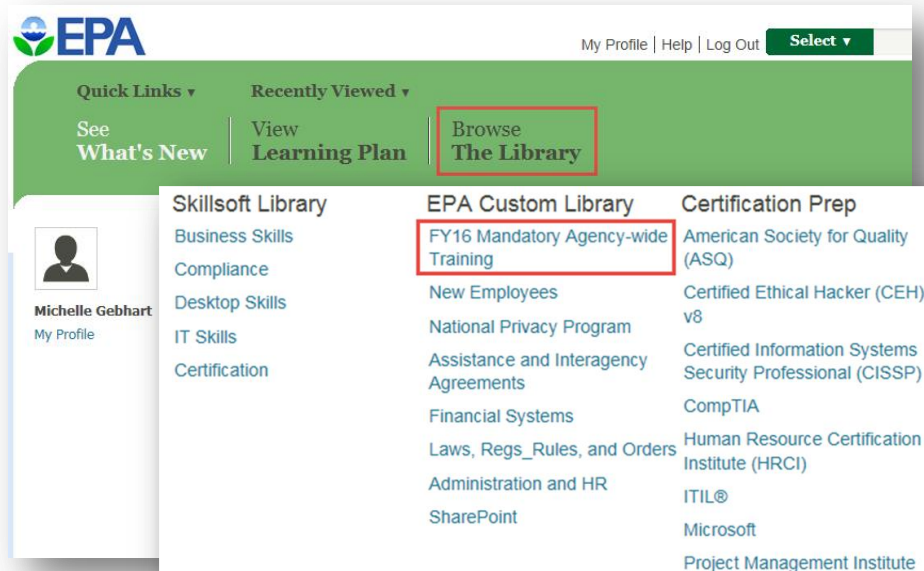 EPA
My Profile | Help | Log Out Select ▾
Quick Links ▾ Recently Viewed ▾
See
What's New
View
Learning Plan
Browse
The Library
Michelle Gebhart
My Profile
Skillsoft Library
Business Skills
Compliance
Desktop Skills
IT Skills
Certification
EPA Custom Library
FY16 Mandatory Agency-wide
Training
New Employees
National Privacy Program
Assistance and Interagency
Agreements
Financial Systems
Laws, Regs_Rules, and Orders
Administration and HR
SharePoint
Certification Prep
American Society for Quality
(ASQ)
Certified Ethical Hacker (CEH)
v8
Certified Information Systems
Security Professional (CISSP)
CompTIA
Human Resource Certification
Institute (HRCI)
ITIL®
Microsoft
Project Management Institute